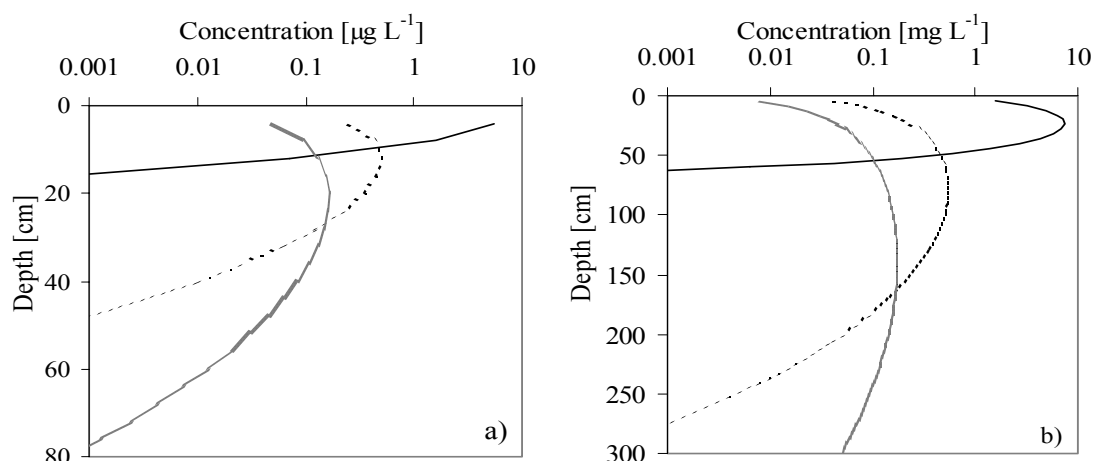 Concentration [µg L⁻¹]
0.001 0.01 0.1 1 10
0
20
40
60
80
Depth [cm]
a)
Concentration [mg L⁻¹]
0.001 0.01 0.1 1 10
0
50
100
150
200
250
300
Depth [cm]
b)